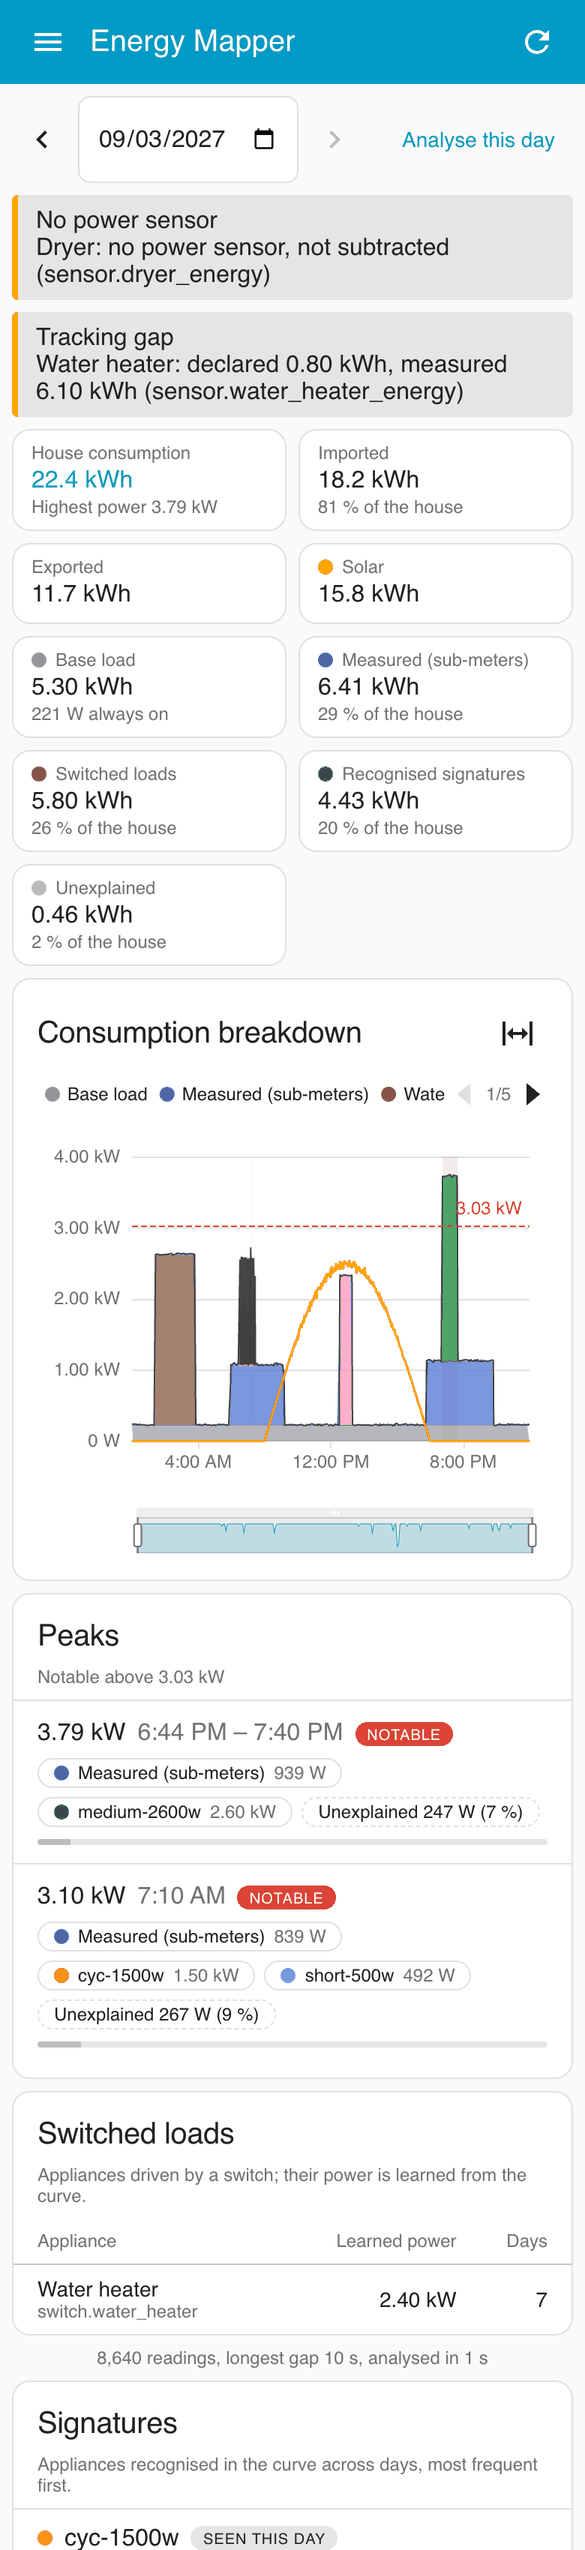 Energy Mapper
09/03/2027
Analyse this day
No power sensor
Dryer: no power sensor, not subtracted
(sensor.dryer_energy)
Tracking gap
Water heater: declared 0.80 kWh, measured
6.10 kWh (sensor.water_heater_energy)
House consumption
22.4 kWh
Highest power 3.79 kW
Imported
18.2 kWh
81 % of the house
Exported
11.7 kWh
Solar
15.8 kWh
Base load
5.30 kWh
221 W always on
Measured (sub-meters)
6.41 kWh
29 % of the house
Switched loads
5.80 kWh
26 % of the house
Recognised signatures
4.43 kWh
20 % of the house
Unexplained
0.46 kWh
2 % of the house
Consumption breakdown
Base load Measured (sub-meters) Wate 1/5
4.00 kW
3.03 kW
3.00 kW
2.00 kW
1.00 kW
0 W
4:00 AM 12:00 PM 8:00 PM
Peaks
Notable above 3.03 kW
3.79 kW 6:44 PM – 7:40 PM NOTABLE
Measured (sub-meters) 939 W
medium-2600w 2.60 kW Unexplained 247 W (7 %)
3.10 kW 7:10 AM NOTABLE
Measured (sub-meters) 839 W
cyc-1500w 1.50 kW short-500w 492 W
Unexplained 267 W (9 %)
Switched loads
Appliances driven by a switch; their power is learned from the
curve.
Appliance Learned power Days
Water heater
switch.water_heater
2.40 kW 7
8,640 readings, longest gap 10 s, analysed in 1 s
Signatures
Appliances recognised in the curve across days, most frequent
first.
cyc-1500w SEEN THIS DAY